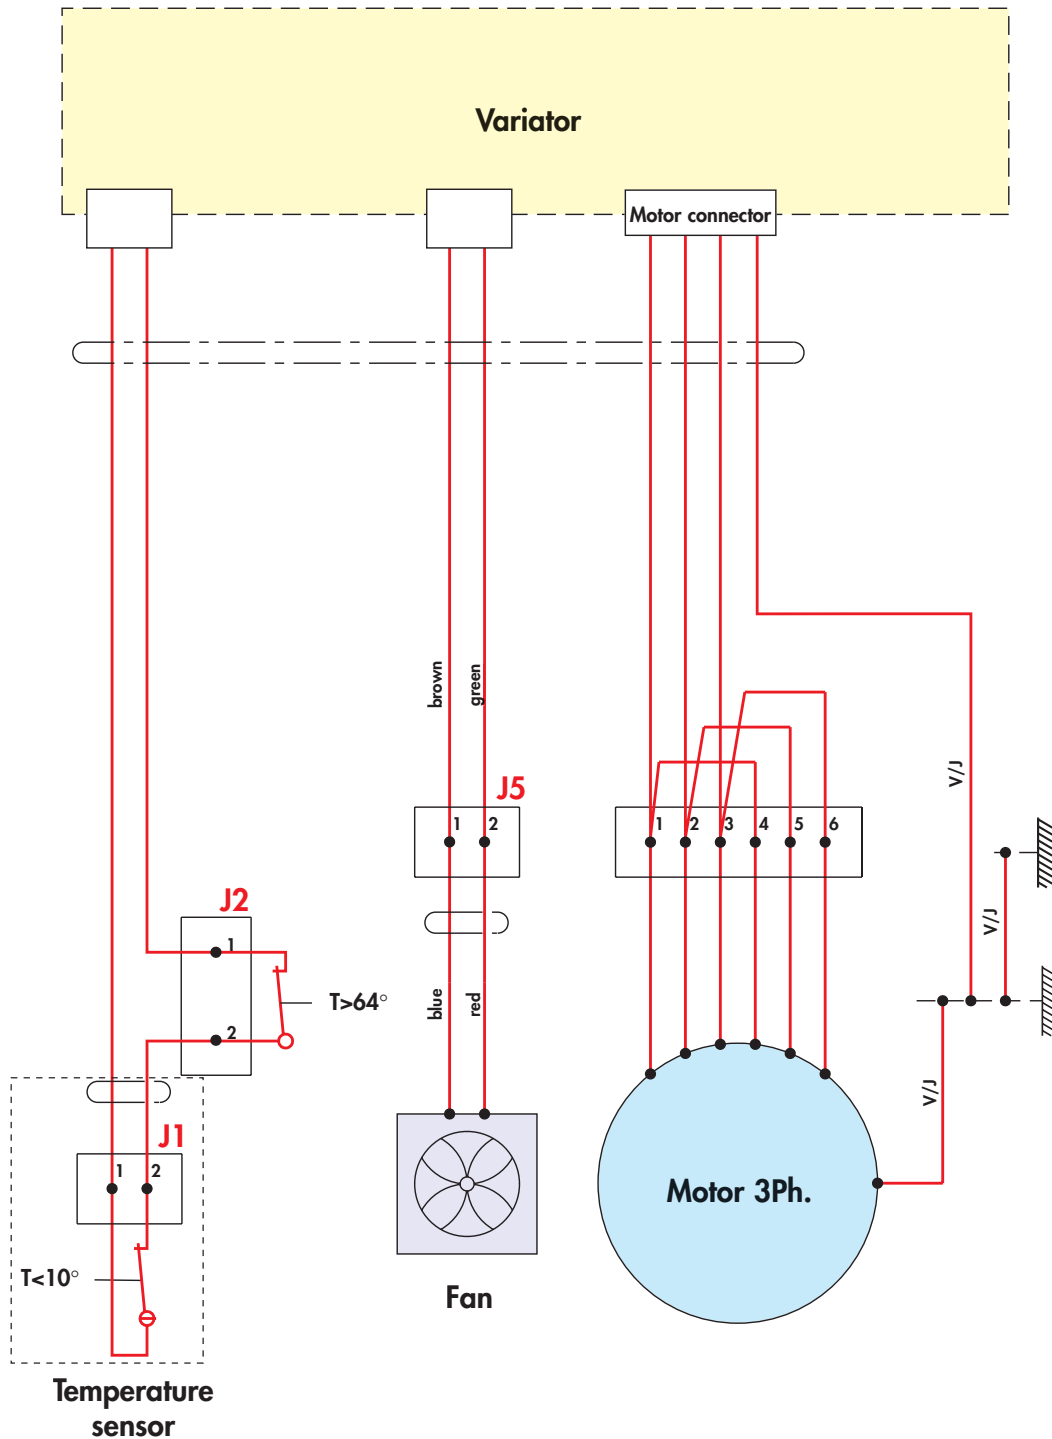 Variator
Motor connector
brown
green
V/J
J5
1
2
1
2
3
4
5
6
J2
1
V/J
T>64°
blue
red
2
V/J
J1
1
2
Motor 3Ph.
T<10°
Fan
Temperature
sensor